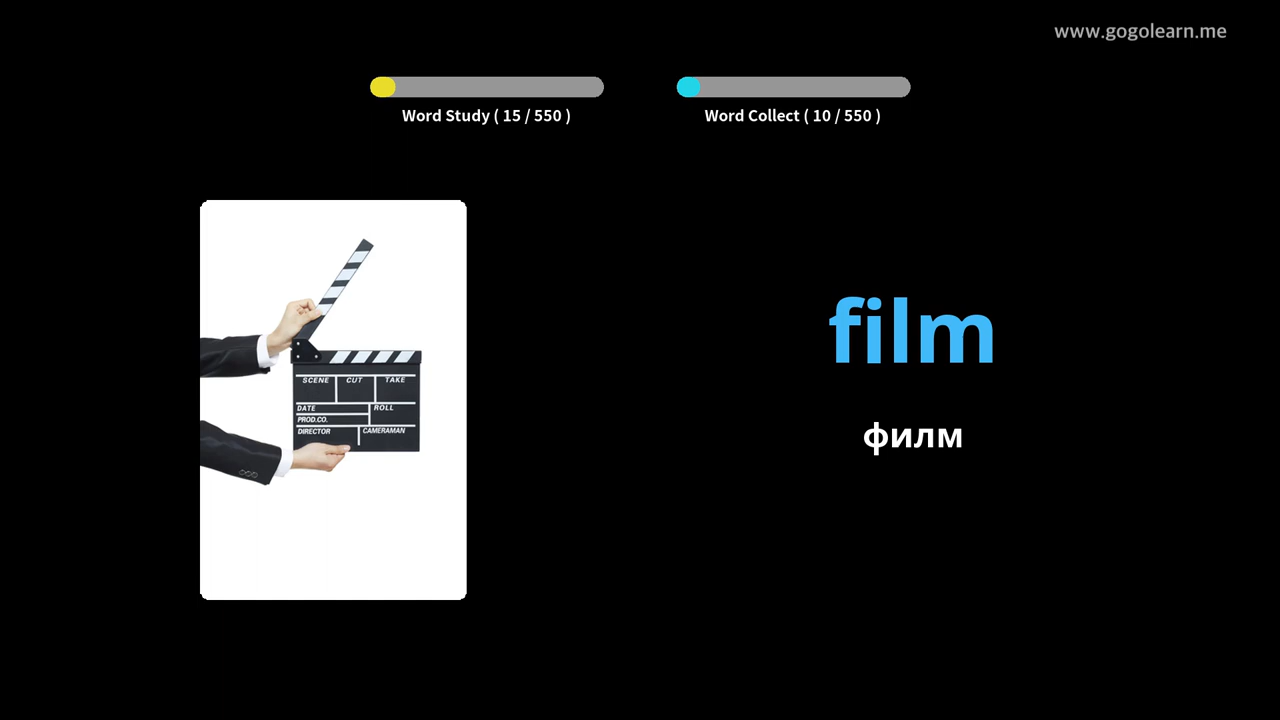 www.gogolearn.me
Word Study ( 15 / 550 )
Word Collect ( 10 / 550 )
SCENE CUT TAKE
DATE ROLL
PROD.CO.
DIRECTOR CAMERAMAN
film
филм